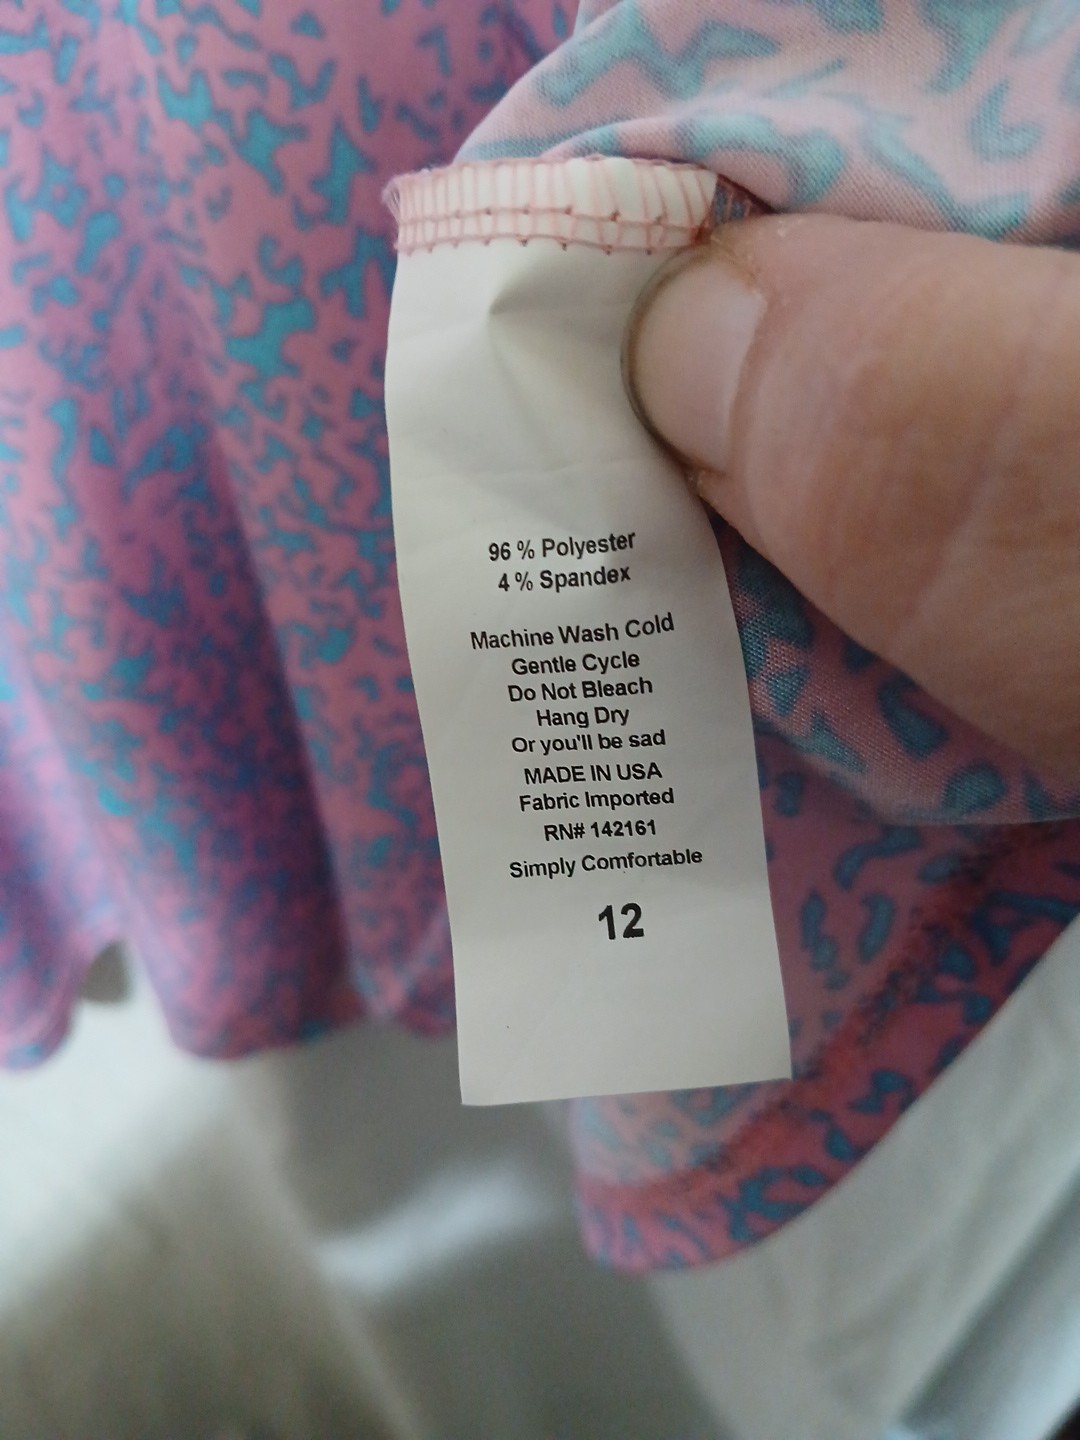 96 % Polyester
4 % Spandex
Machine Wash Cold
Gentle Cycle
Do Not Bleach
Hang Dry
Or you'll be sad
MADE IN USA
Fabric Imported
RN# 142161
Simply Comfortable
12